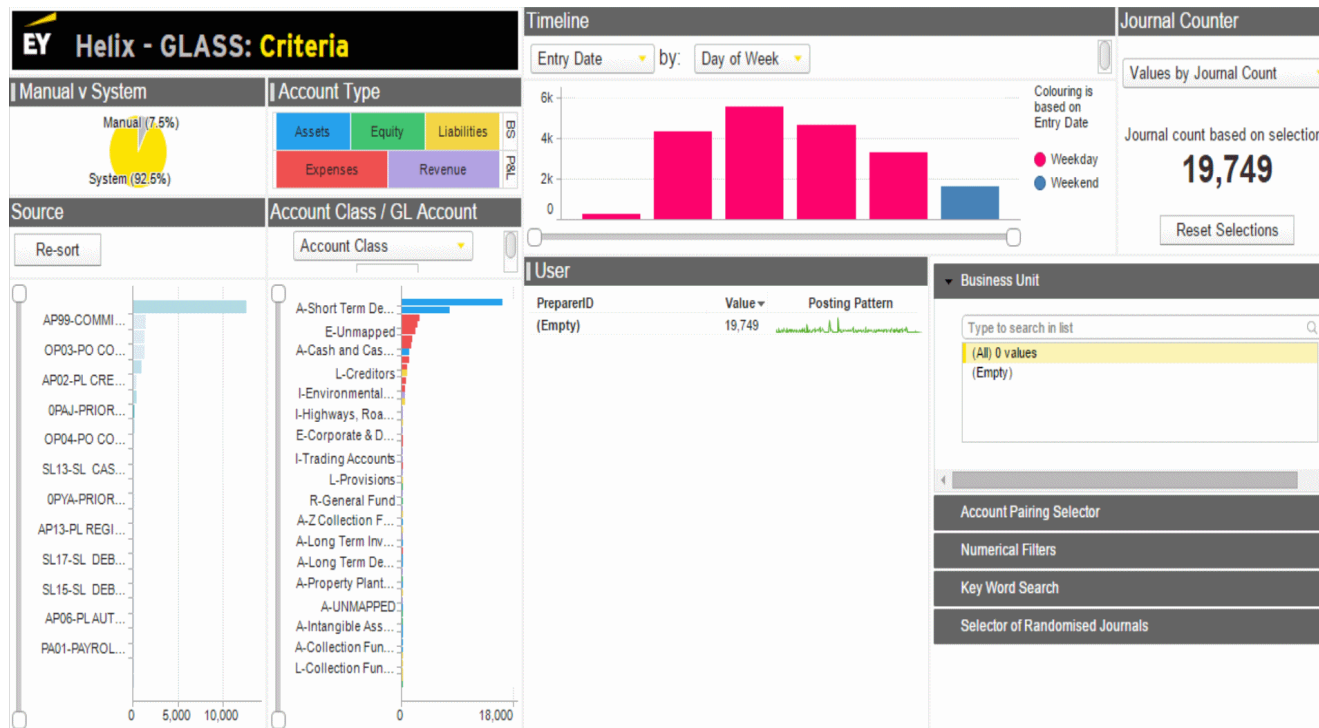 EY Helix - GLASS: Criteria
Manual v System
Manual (7.5%)
System (92.5%)
Account Type
Assets Equity Liabilities BS
Expenses Revenue P&L
Source
Re-sort
AP99-COMMI...
OP03-PO CO...
AP02-PL CRE...
0PAJ-PRIOR...
OP04-PO CO...
SL13-SL CAS...
0PYA-PRIOR...
AP13-PL REGI...
SL17-SL DEB...
SL15-SL DEB...
AP06-PL AUT...
PA01-PAYROL...
0 5,000 10,000
Account Class / GL Account
Account Class
A-Short Term De...
E-Unmapped
A-Cash and Cas...
L-Creditors
I-Environmental...
I-Highways, Roa...
E-Corporate & D...
I-Trading Accounts
L-Provisions
R-General Fund
A-Z Collection F...
A-Long Term Inv...
A-Long Term De...
A-Property Plant...
A-UNMAPPED
A-Intangible Ass...
A-Collection Fun...
L-Collection Fun...
0 18,000
Timeline
Entry Date by: Day of Week
6k
4k
2k
0
Colouring is
based on
Entry Date
Weekday
Weekend
Journal Counter
Values by Journal Count
Journal count based on selection
19,749
Reset Selections
User
PreparerID Value Posting Pattern
(Empty) 19,749
Business Unit
Type to search in list
(All) 0 values
(Empty)
Account Pairing Selector
Numerical Filters
Key Word Search
Selector of Randomised Journals